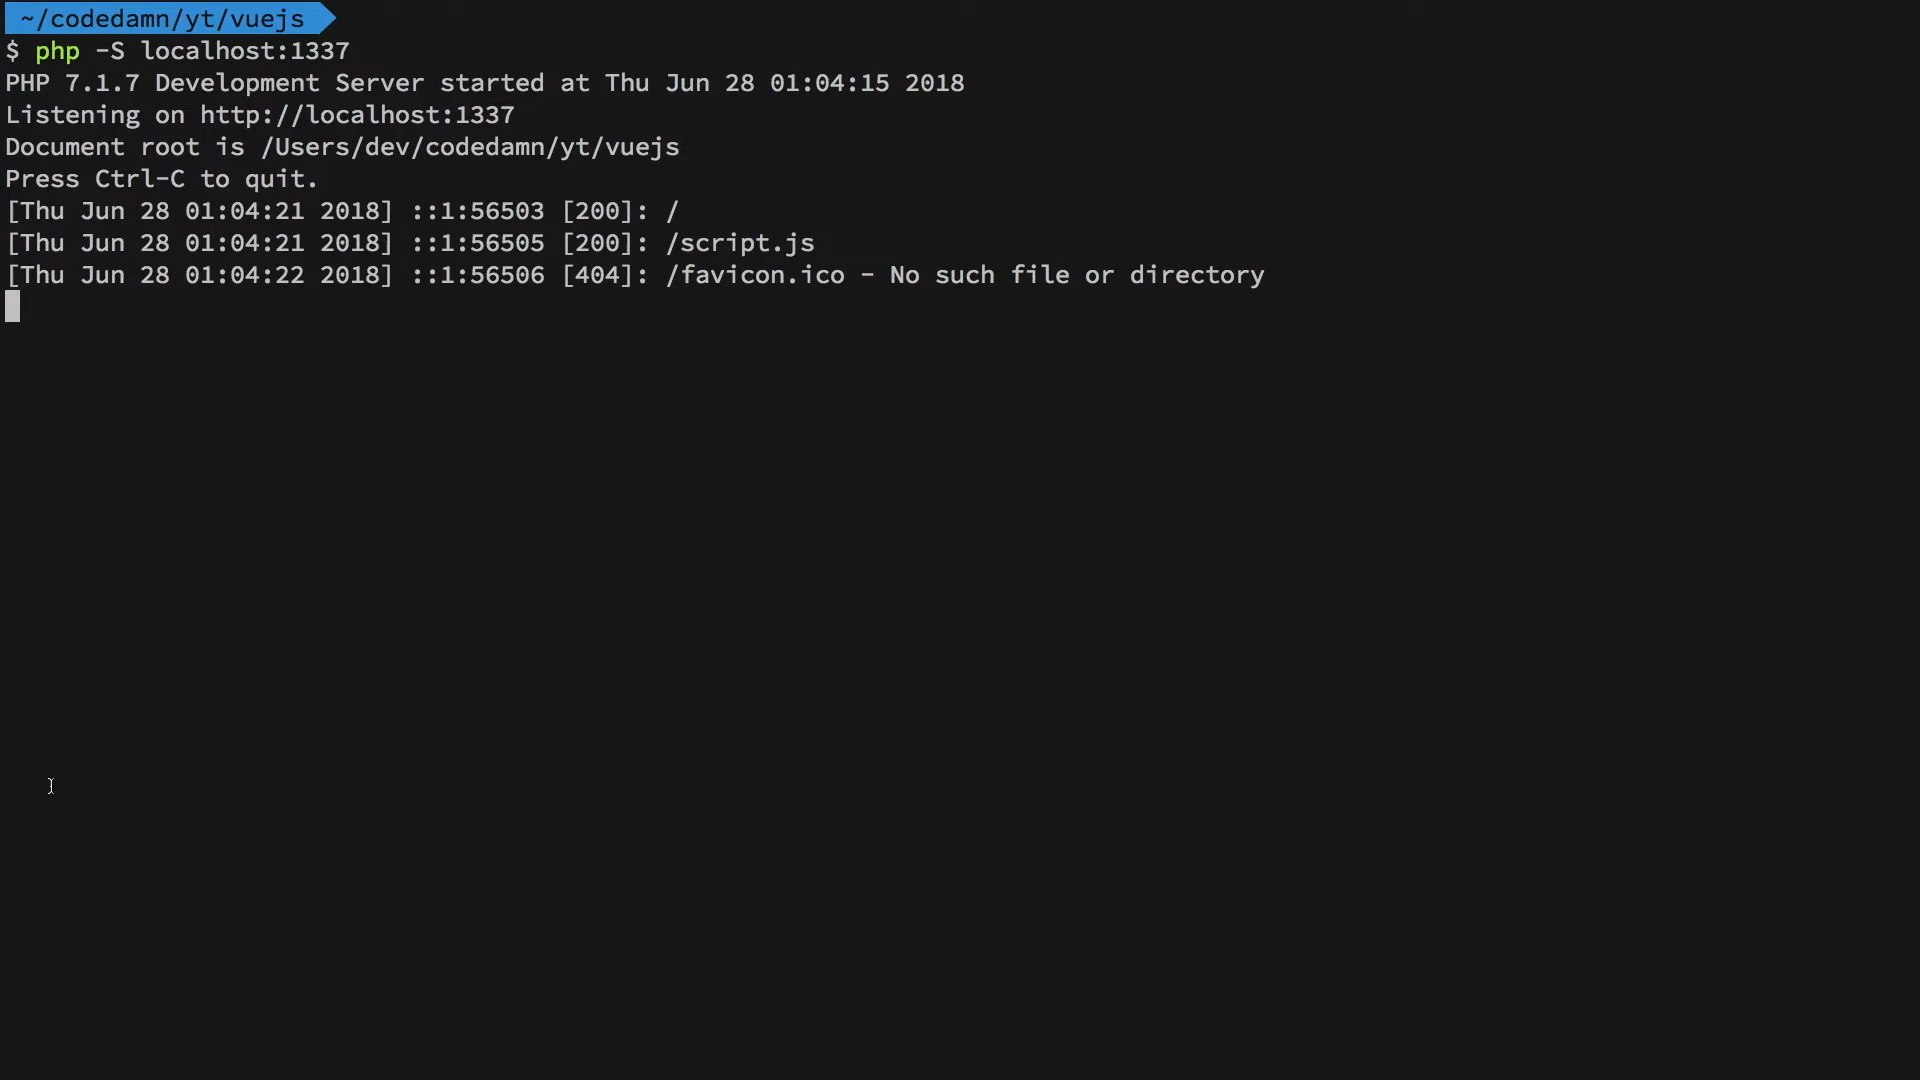 ~/codedamn/yt/vuejs
$ php -S localhost:1337
PHP 7.1.7 Development Server started at Thu Jun 28 01:04:15 2018
Listening on http://localhost:1337
Document root is /Users/dev/codedamn/yt/vuejs
Press Ctrl-C to quit.
[Thu Jun 28 01:04:21 2018] ::1:56503 [200]: /
[Thu Jun 28 01:04:21 2018] ::1:56505 [200]: /script.js
[Thu Jun 28 01:04:22 2018] ::1:56506 [404]: /favicon.ico - No such file or directory